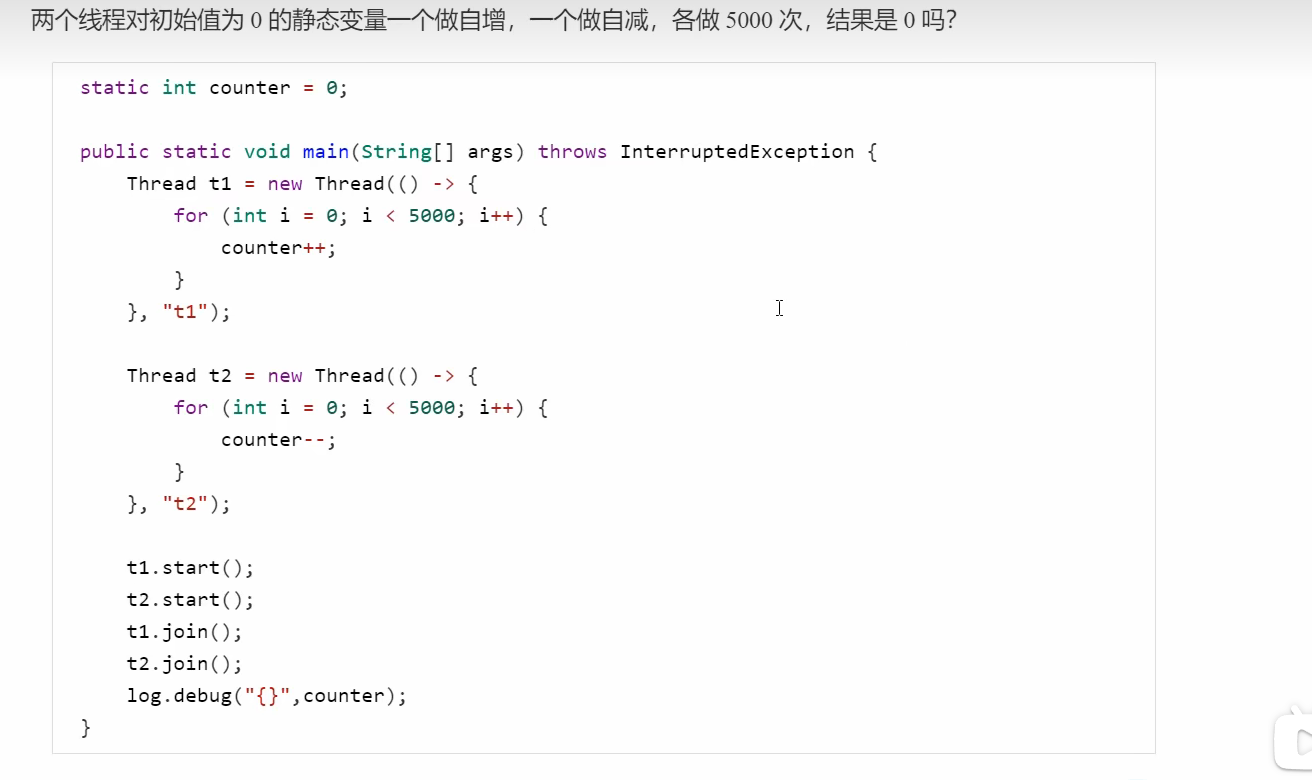 两个线程对初始值为 0 的静态变量一个做自增，一个做自减，各做 5000 次，结果是 0 吗？
static int counter = 0;
public static void main(String[] args) throws InterruptedException {
Thread t1 = new Thread(() -> {
for (int i = 0; i < 5000; i++) {
counter++;
}
}, "t1");
Thread t2 = new Thread(() -> {
for (int i = 0; i < 5000; i++) {
counter--;
}
}, "t2");
t1.start();
t2.start();
t1.join();
t2.join();
log.debug("{}",counter);
}